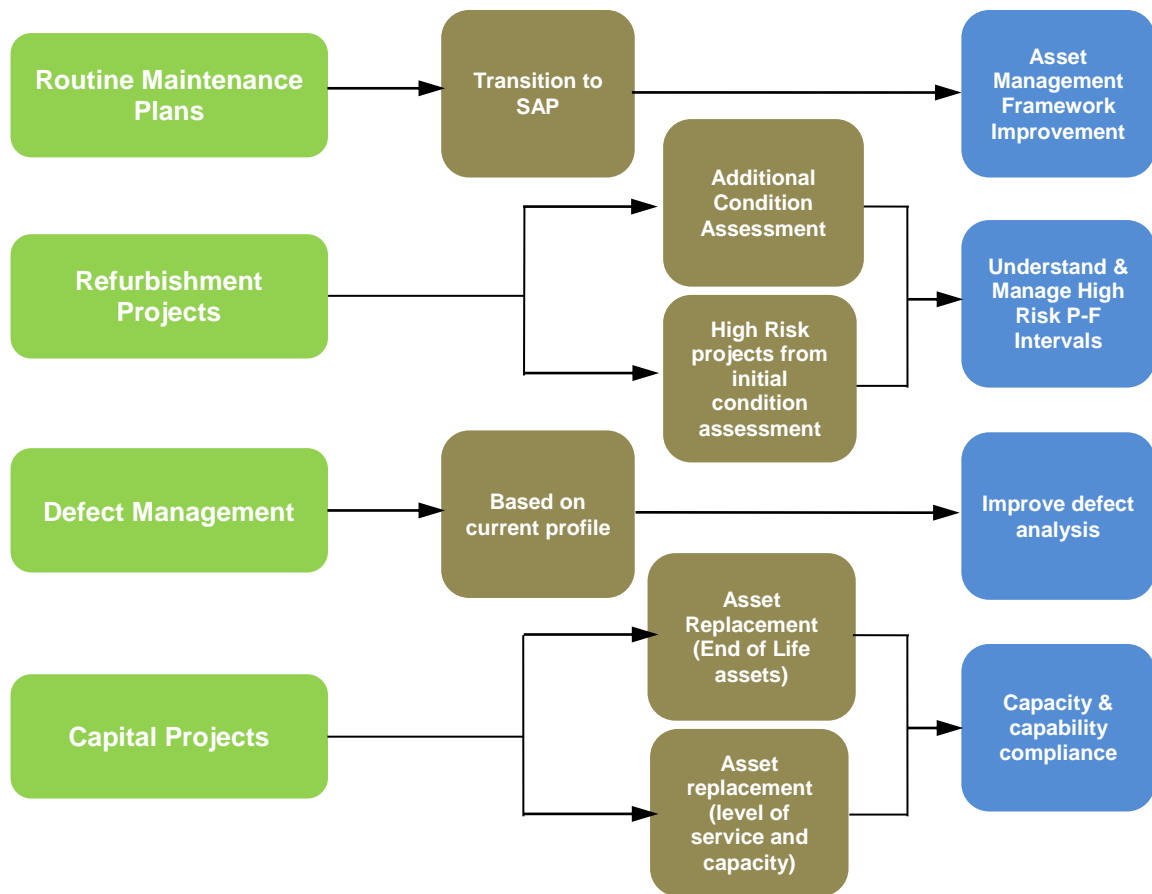 Routine Maintenance
Plans
Transition to
SAP
Asset
Management
Framework
Improvement
Refurbishment
Projects
Additional
Condition
Assessment
High Risk
projects from
initial
condition
assessment
Understand &
Manage High
Risk P-F
Intervals
Defect Management
Based on
current profile
Improve defect
analysis
Capital Projects
Asset
Replacement
(End of Life
assets)
Asset
replacement
(level of
service and
capacity)
Capacity &
capability
compliance